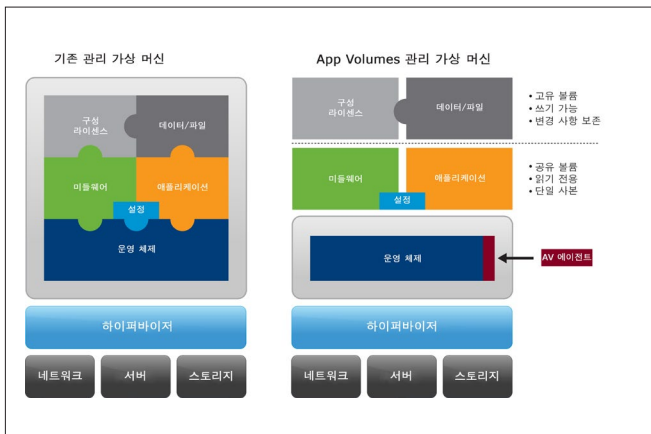 기존 관리 가상 머신
구성
라이센스
데이터/파일
미들웨어
애플리케이션
설정
운영 체제
하이퍼바이저
네트워크
서버
스토리지
App Volumes 관리 가상 머신
구성
라이센스
데이터/파일
• 고유 볼륨
• 쓰기 가능
• 변경 사항 보존
미들웨어
애플리케이션
설정
• 공유 볼륨
• 읽기 전용
• 단일 사본
운영 체제
AV 에이전트
하이퍼바이저
네트워크
서버
스토리지